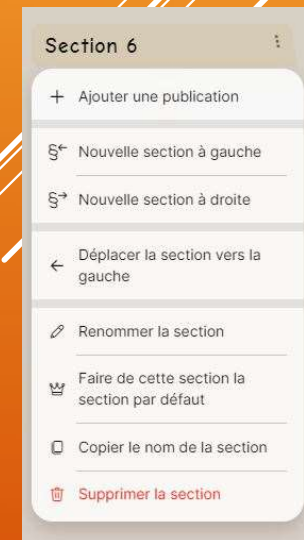 Section 6
Ajouter une publication
Nouvelle section à gauche
Nouvelle section à droite
Déplacer la section vers la
gauche
Renommer la section
Faire de cette section la
section par défaut
Copier le nom de la section
Supprimer la section